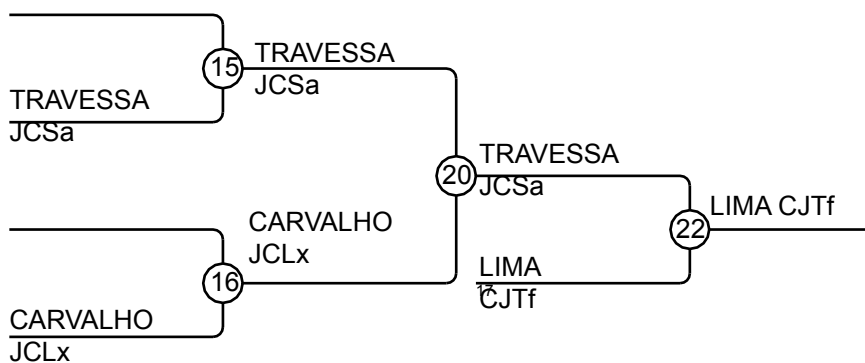 15
TRAVESSA
JCSa
TRAVESSA
JCSa
20
TRAVESSA
JCSa
22
LIMA CJTf
CARVALHO
JCLx
16
LIMA
17
CJTf
CARVALHO
JCLx